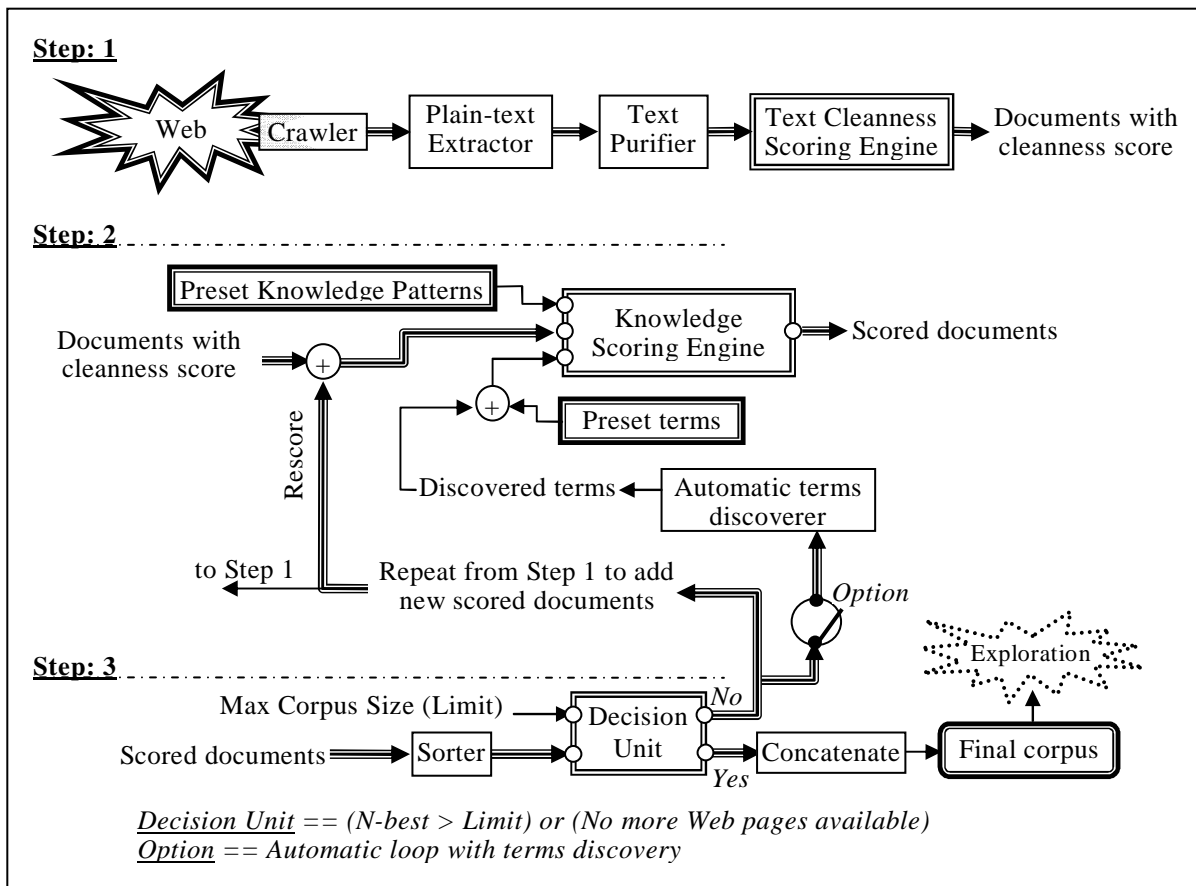 Step: 1
Web
Crawler
Plain-text
Extractor
Text
Purifier
Text Cleanness
Scoring Engine
Documents with
cleanness score
Step: 2
Preset Knowledge Patterns
Documents with
cleanness score
+
Knowledge
Scoring Engine
Scored documents
+
Preset terms
Rescore
Discovered terms
Automatic terms
discoverer
to Step 1
Repeat from Step 1 to add
new scored documents
Option
Exploration
Step: 3
Max Corpus Size (Limit)
No
Decision
Unit
Scored documents
Sorter
Yes
Concatenate
Final corpus
Decision Unit == (N-best > Limit) or (No more Web pages available)
Option == Automatic loop with terms discovery